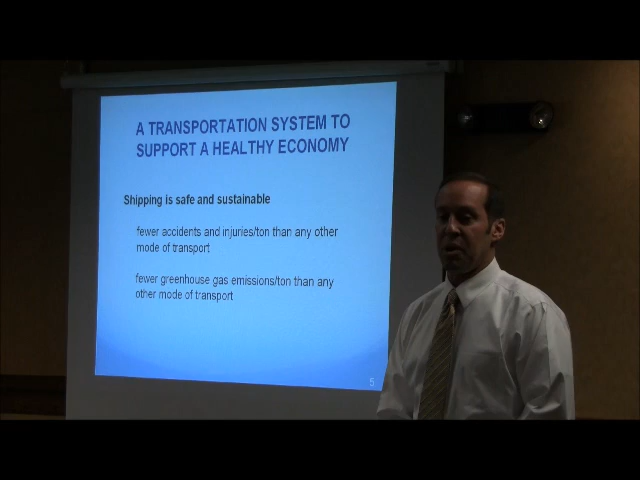 A TRANSPORTATION SYSTEM TO
SUPPORT A HEALTHY ECONOMY
Shipping is safe and sustainable
fewer accidents and injuries/ton than any other
mode of transport
fewer greenhouse gas emissions/ton than any
other mode of transport
5